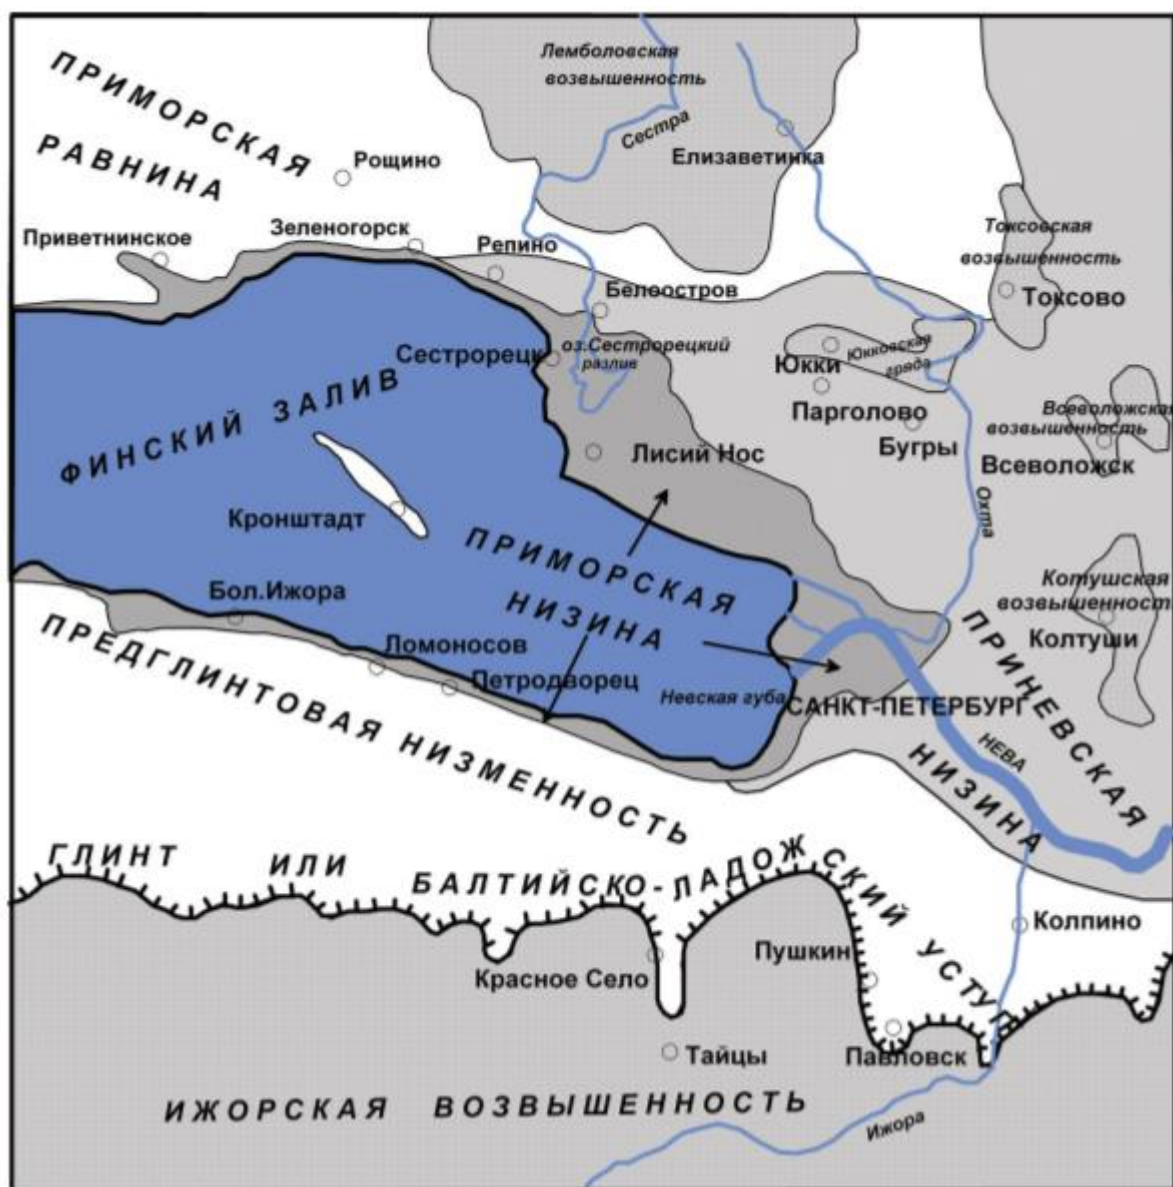 Лемболовская
возвышенность
ПРИМОРСКАЯ
РАВНИНА
Сестра
Елизаветинка
Рощино
Зеленогорск
Приветнинское
Репино
Токсовская
возвышенность
Токсово
Белоостров
Сестрорецк
оз.Сестрорецкий
разлив
Юкки
Юкковская
гряда
Парголово
Бугры
Всеволожская
возвышенность
Всеволожск
ФИНСКИЙ ЗАЛИВ
Лисий Нос
Охта
Кронштадт
ПРИМОРСКАЯ
НИЗИНА
Котушская
возвышенность
Колтуши
Бол.Ижора
Ломоносов
Петродворец
Невская губа
САНКТ-ПЕТЕРБУРГ
ПРЕДГЛИНТОВАЯ НИЗМЕННОСТЬ
НЕВА
ПРИНЕВСКАЯ
НИЗИНА
ГЛИНТ ИЛИ БАЛТИЙСКО-ЛАДОЖСКИЙ УСТУП
Колпино
Пушкин
Красное Село
Павловск
Тайцы
ИЖОРСКАЯ ВОЗВЫШЕННОСТЬ
Ижора